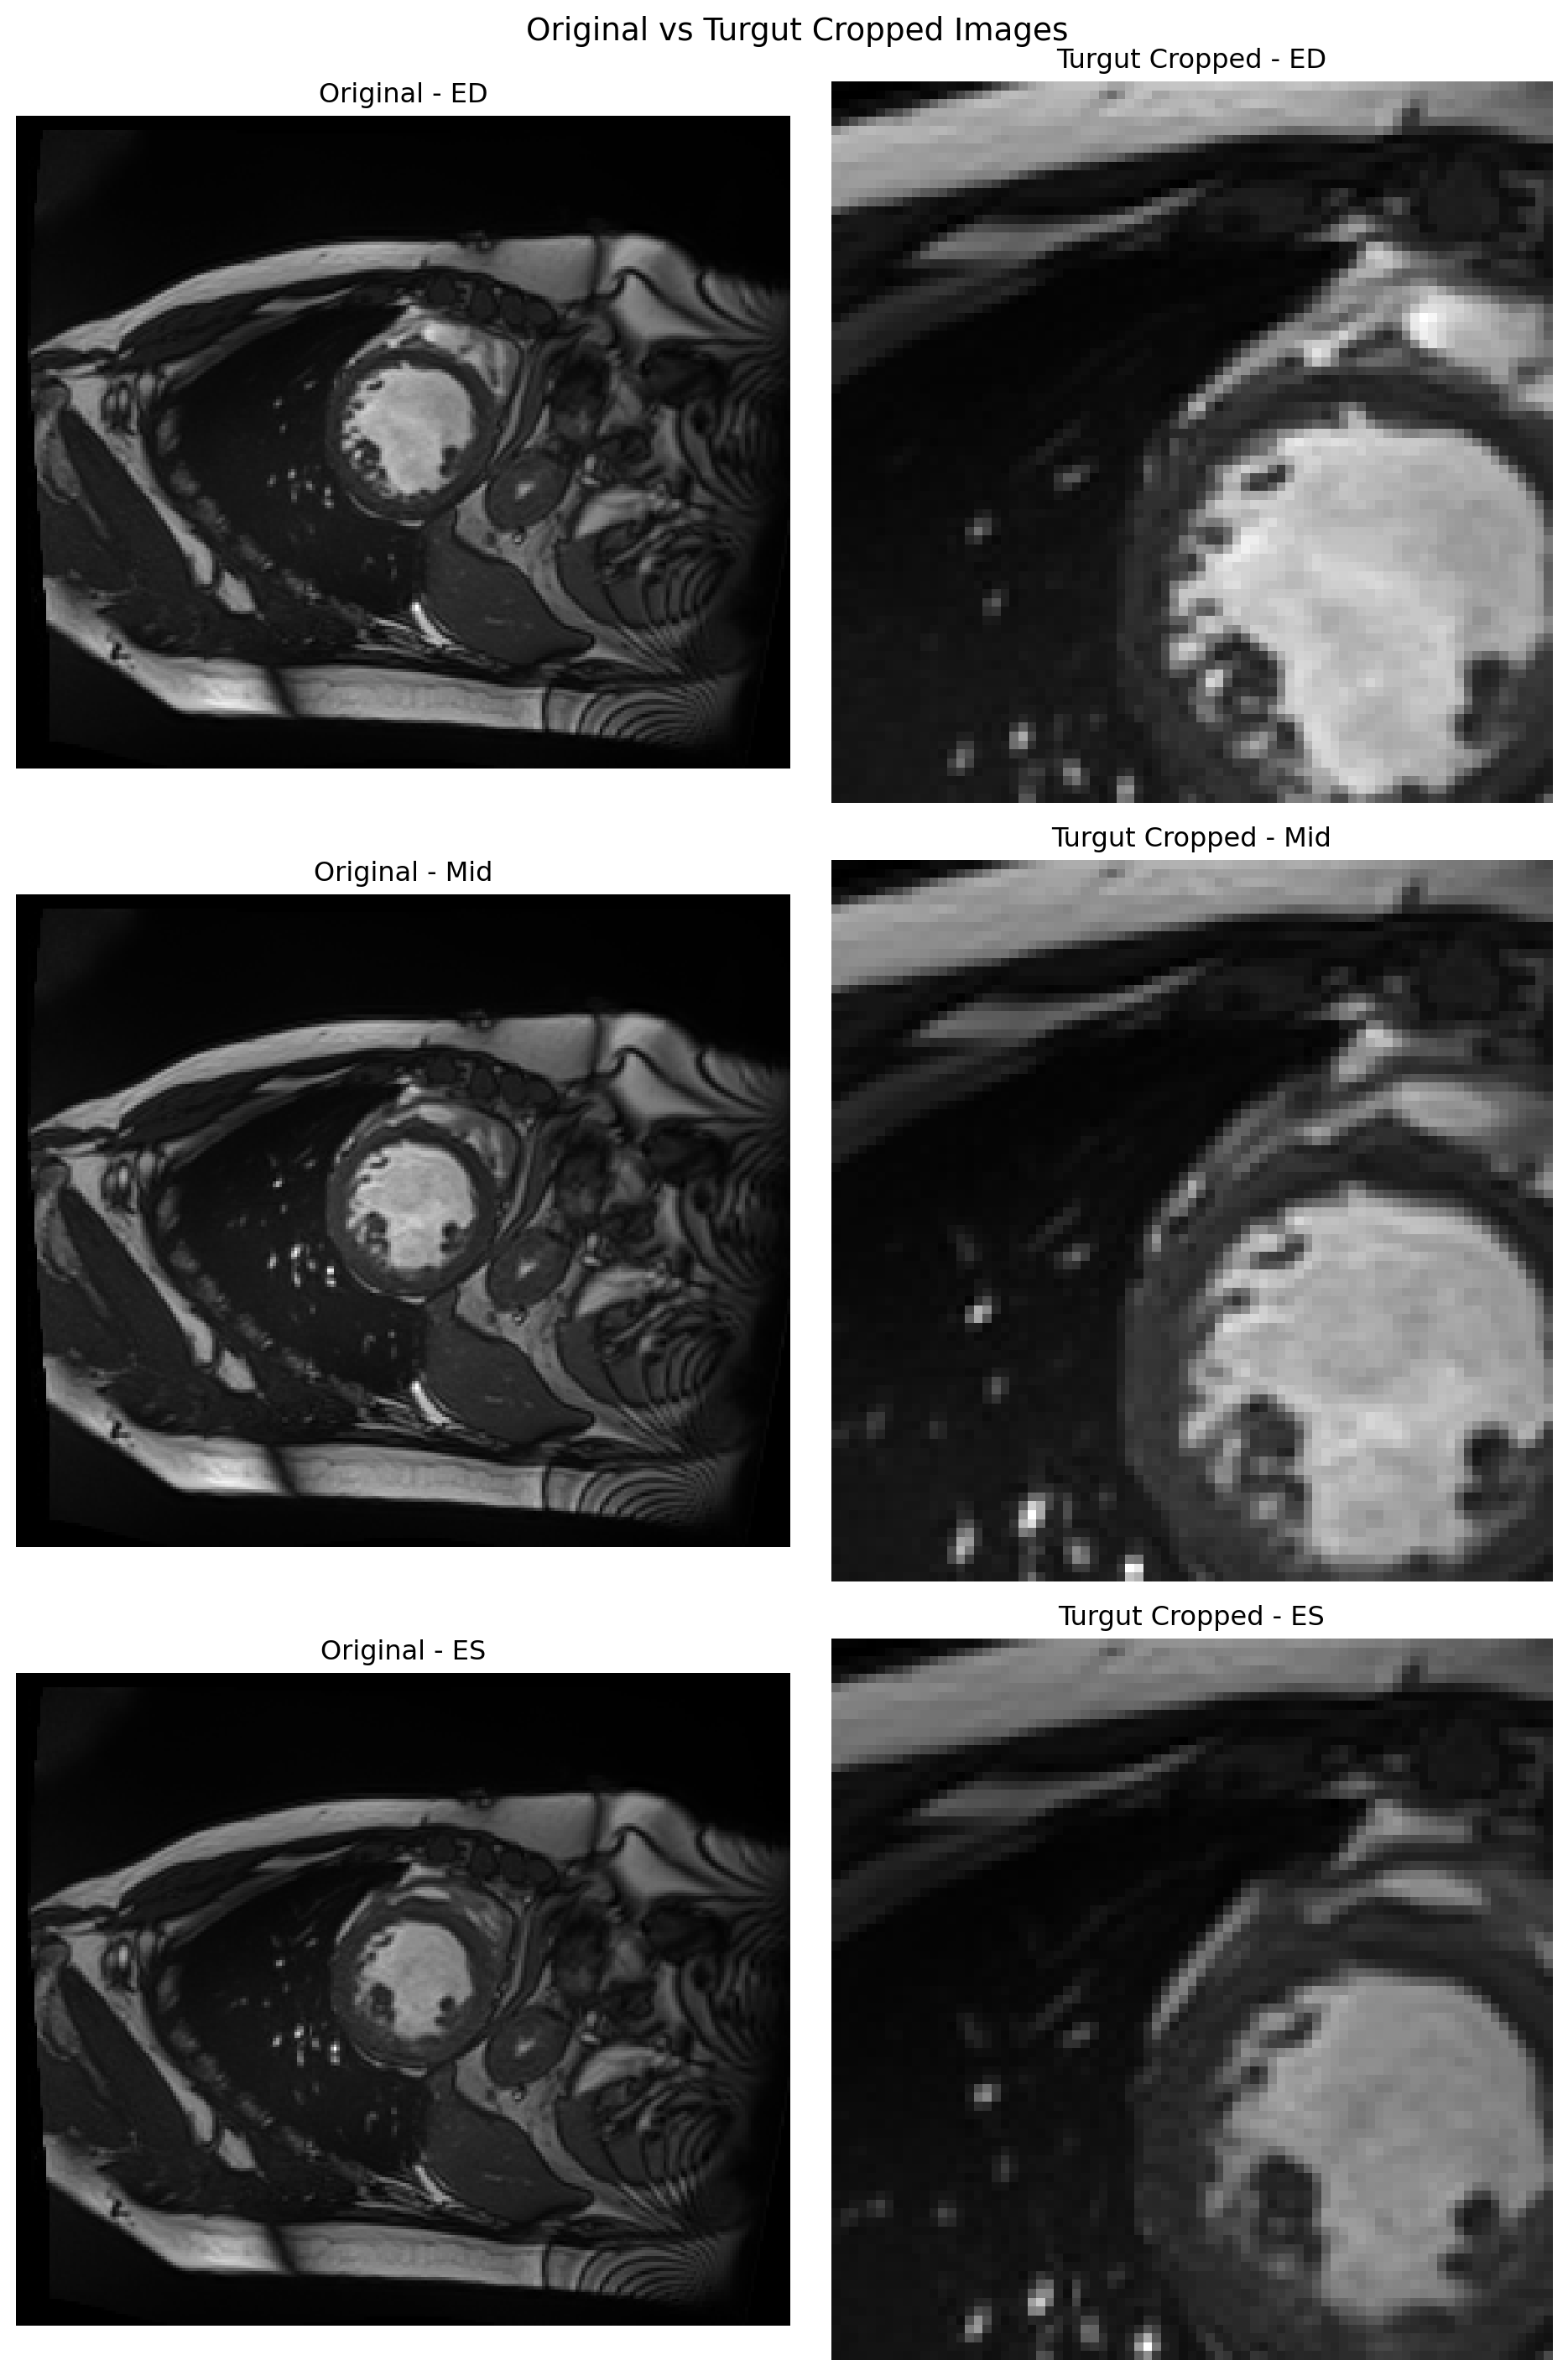 Original vs Turgut Cropped Images
Original - ED
Turgut Cropped - ED
Original - Mid
Turgut Cropped - Mid
Original - ES
Turgut Cropped - ES